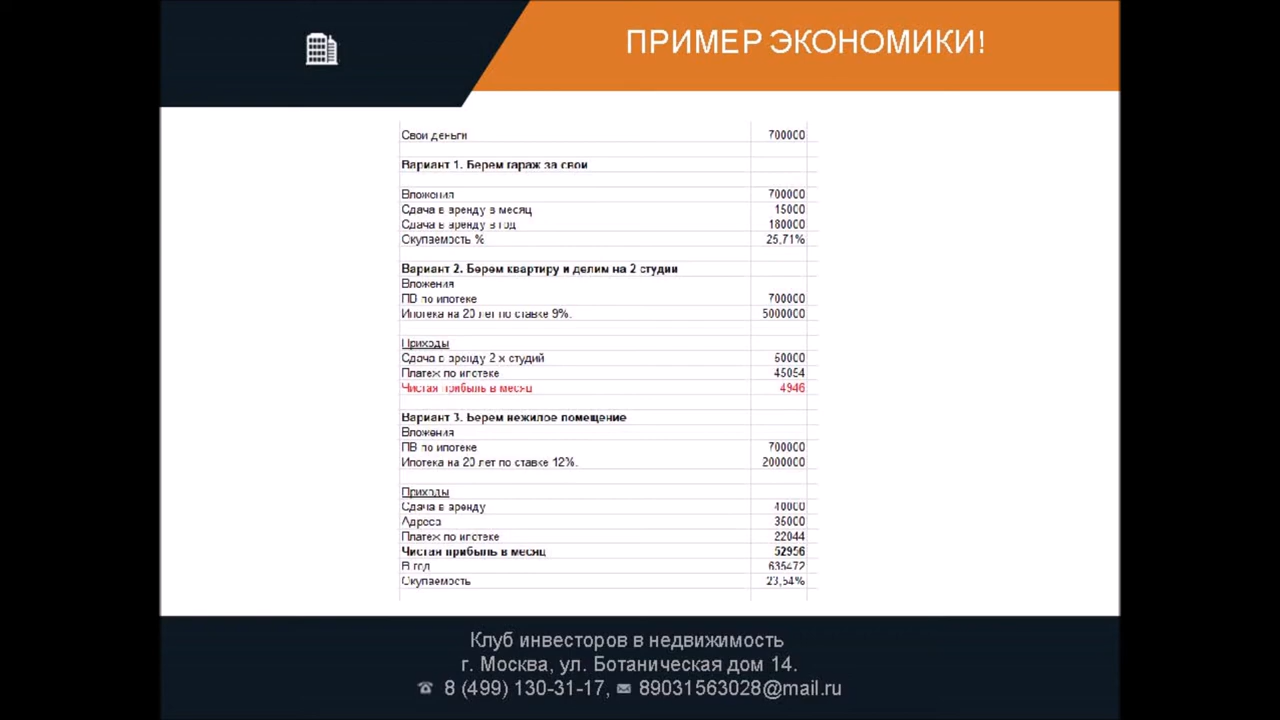 ПРИМЕР ЭКОНОМИКИ!
Свои деньги 700000
Вариант 1. Берем гараж за свои
Вложения 700000
Сдача в аренду в месяц 15000
Сдача в аренду в год 180000
Окупаемость % 25,71%
Вариант 2. Берем квартиру и делим на 2 студии
Вложения
ПВ по ипотеке 700000
Ипотека на 20 лет по ставке 9%. 5000000
Приходы
Сдача в аренду 2 х студий 50000
Платеж по ипотеке 45054
Чистая прибыль в месяц 4946
Вариант 3. Берем нежилое помещение
Вложения
ПВ по ипотеке 700000
Ипотека на 20 лет по ставке 12%. 2000000
Приходы
Сдача в аренду 40000
Адреса 35000
Платеж по ипотеке 22044
Чистая прибыль в месяц 52956
В год 635472
Окупаемость 23,54%
Клуб инвесторов в недвижимость
г. Москва, ул. Ботаническая дом 14.
8 (499) 130-31-17, 89031563028@mail.ru